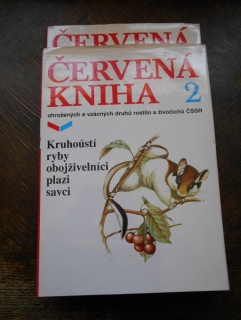 ČERVENÁ
ČERVENÁ
KNIHA 2
ohrožených a vzácných druhů rostlin a živočichů ČSSR
Kruhoústí
ryby
obojživelníci
plazi
savci